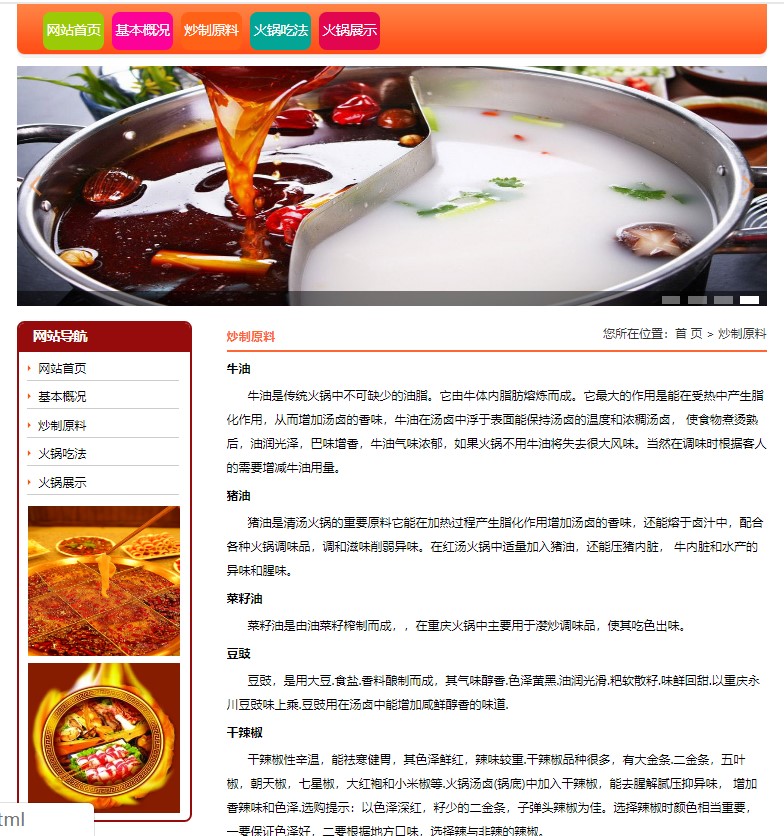 网站首页 基本概况 炒制原料 火锅吃法 火锅展示
网站导航
网站首页
基本概况
炒制原料
火锅吃法
火锅展示
炒制原料 您所在位置：首 页 > 炒制原料
牛油
牛油是传统火锅中不可缺少的油脂。它由牛体内脂肪熔炼而成。它最大的作用是能在受热中产生脂
化作用，从而增加汤卤的香味，牛油在汤卤中浮于表面能保持汤卤的温度和浓稠汤卤， 使食物煮烫熟
后，油润光泽，巴味增香，牛油气味浓郁，如果火锅不用牛油将失去很大风味。当然在调味时根据客人
的需要增减牛油用量。
猪油
猪油是清汤火锅的重要原料它能在加热过程产生脂化作用增加汤卤的香味，还能熔于卤汁中，配合
各种火锅调味品，调和滋味削弱异味。在红汤火锅中适量加入猪油，还能压猪内脏， 牛内脏和水产的
异味和腥味。
菜籽油
菜籽油是由油菜籽榨制而成，，在重庆火锅中主要用于㸆炒调味品，使其吃色出味。
豆豉
豆豉，是用大豆.食盐.香料酿制而成，其气味醇香.色泽黄黑.油润光滑.粑软散籽.味鲜回甜.以重庆永
川豆豉味上乘.豆豉用在汤卤中能增加咸鲜醇香的味道.
干辣椒
干辣椒性辛温，能祛寒健胃，其色泽鲜红，辣味较重.干辣椒品种很多，有大金条.二金条，五叶
椒，朝天椒，七星椒，大红袍和小米椒等.火锅汤卤(锅底)中加入干辣椒，能去腥解腻压抑异味， 增加
香辣味和色泽.选购提示：以色泽深红，籽少的二金条，子弹头辣椒为佳。选择辣椒时颜色相当重要，
一要保证色泽好，二要根据地方口味，选择辣与非辣的辣椒。
tml